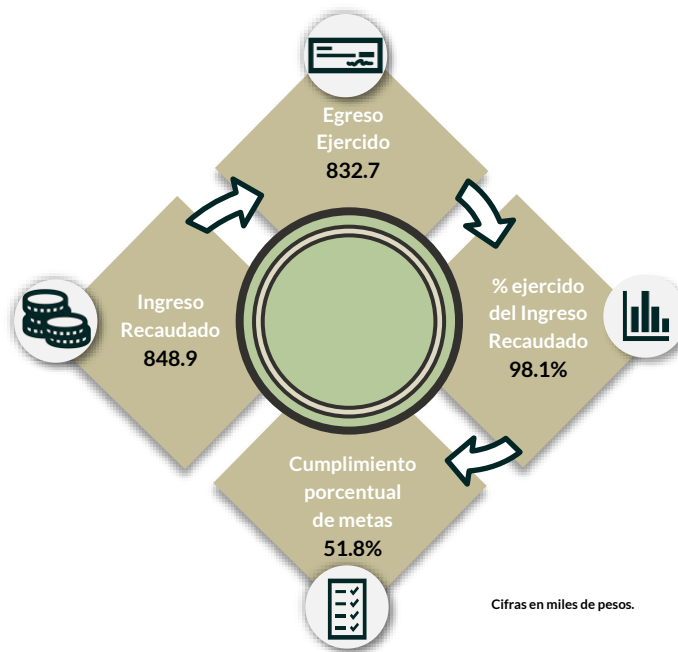 Egreso
Ejercido
832.7
Ingreso
Recaudado
848.9
% ejercido
del Ingreso
Recaudado
98.1%
Cumplimiento
porcentual
de metas
51.8%
Cifras en miles de pesos.